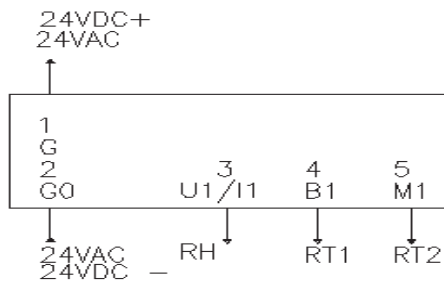 24VDC+
24VAC
1
G
2 3 4 5
G0 U1/I1 B1 M1
24VAC RH RT1 RT2
24VDC –